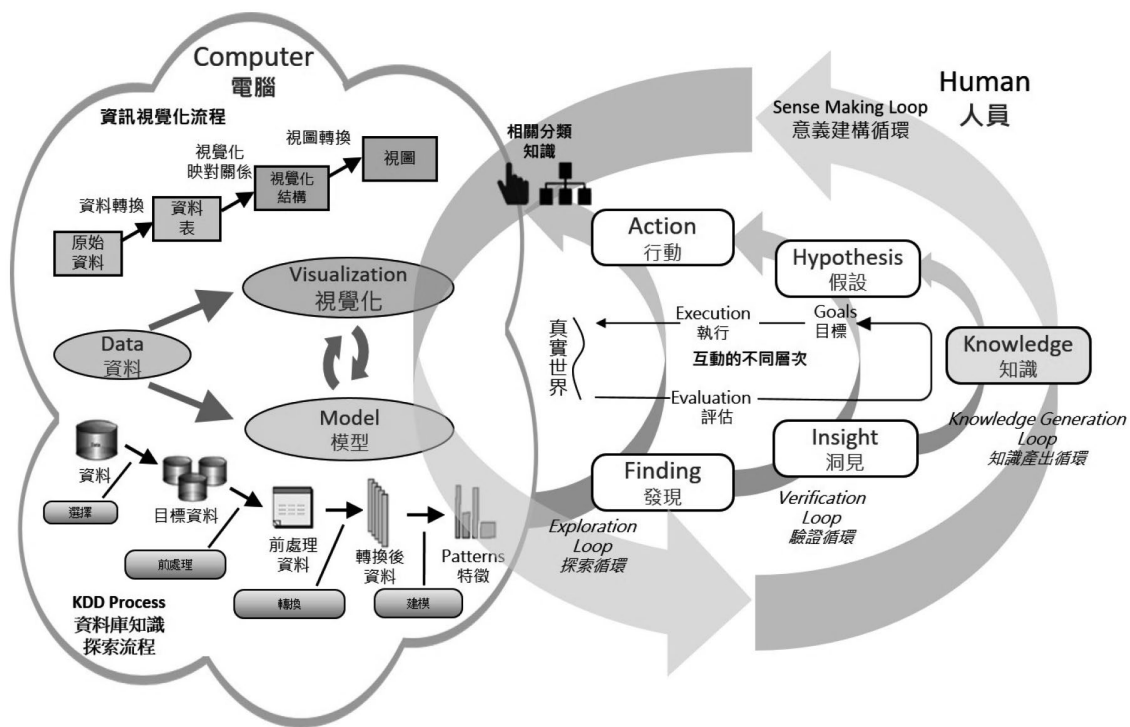 Computer
電腦
資訊視覺化流程
原始
資料
資料轉換
資料
表
視覺化
映對關係
視覺化
結構
視圖轉換
視圖
Visualization
視覺化
Data
資料
Model
模型
Data
資料
選擇
目標資料
前處理
前處理
資料
轉換
轉換後
資料
建模
Patterns
特徵
KDD Process
資料庫知識
探索流程
相關分類
知識
Human
人員
Sense Making Loop
意義建構循環
Action
行動
Hypothesis
假設
Execution
執行
Goals
目標
互動的不同層次
真實世界
Evaluation
評估
Knowledge
知識
Knowledge Generation
Loop
知識產出循環
Insight
洞見
Finding
發現
Verification
Loop
驗證循環
Exploration
Loop
探索循環